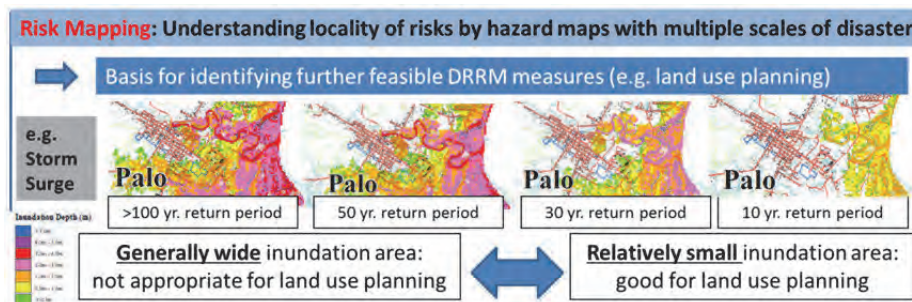 Risk Mapping: Understanding locality of risks by hazard maps with multiple scales of disaster
Basis for identifying further feasible DRRM measures (e.g. land use planning)
e.g.
Storm
Surge
Palo
Palo
Palo
Palo
>100 yr. return period
50 yr. return period
30 yr. return period
10 yr. return period
Inundation Depth (m)
Generally wide inundation area:
not appropriate for land use planning
Relatively small inundation area:
good for land use planning